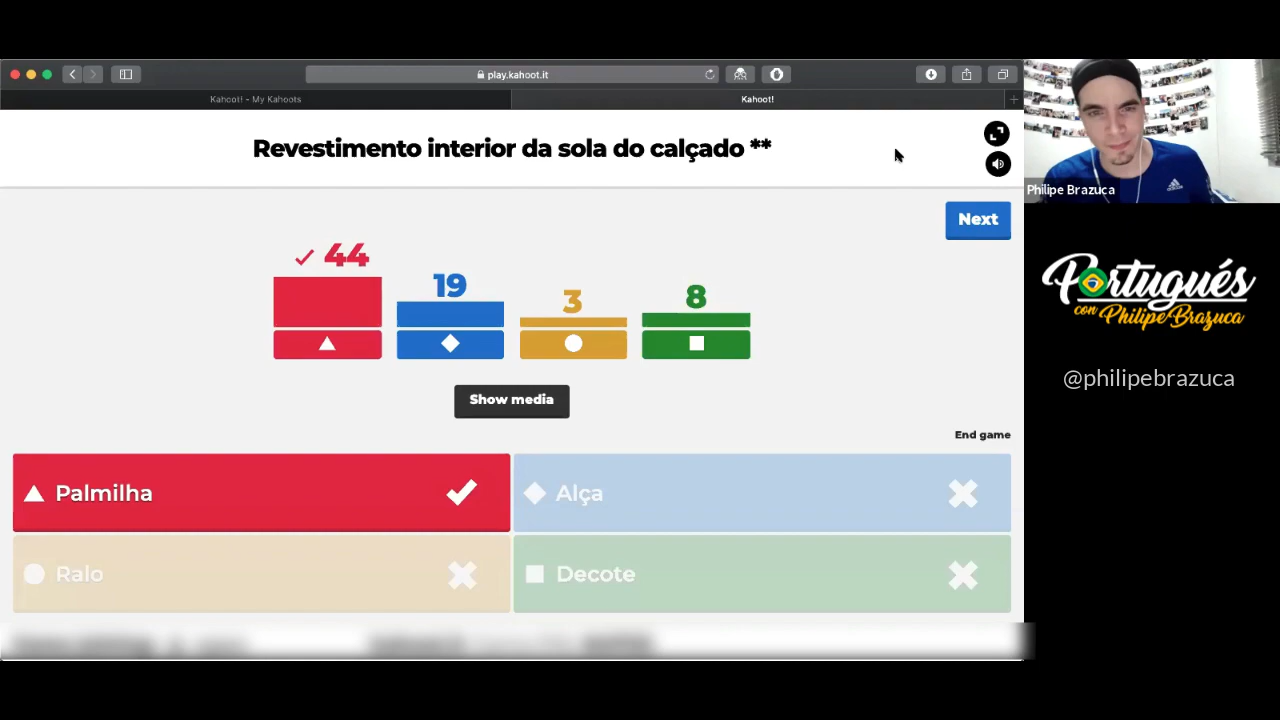 play.kahoot.it
Kahoot! - My Kahoots
Kahoot!
Revestimento interior da sola do calçado **
Philipe Brazuca
Next
44
19
3
8
Show media
End game
Palmilha
Alça
Ralo
Decote
Portugués
con Philipe Brazuca
@philipebrazuca